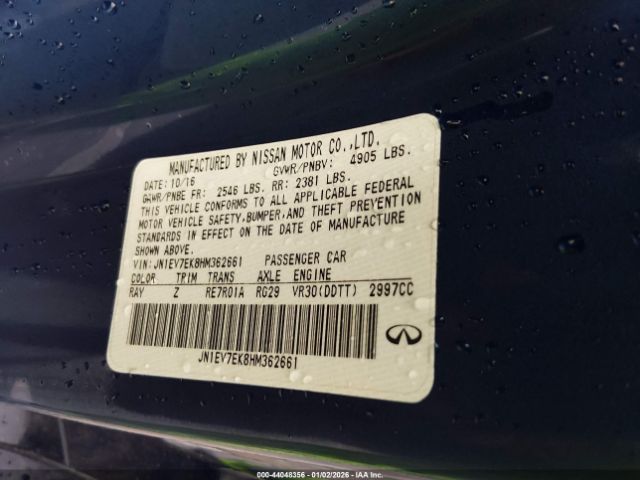 MANUFACTURED BY NISSAN MOTOR CO.,LTD.
DATE: 10/16 GVWR/PNBV: 4905 LBS.
GAWR/PNBE FR: 2546 LBS. RR: 2381 LBS.
THIS VEHICLE CONFORMS TO ALL APPLICABLE FEDERAL
MOTOR VEHICLE SAFETY,BUMPER,AND THEFT PREVENTION
STANDARDS IN EFFECT ON THE DATE OF MANUFACTURE
SHOWN ABOVE.
VIN: JN1EV7EK8HM362661 PASSENGER CAR
COLOR TRIM TRANS AXLE ENGINE
RAY Z RE7R01A RG29 VR30(DDTT) 2997CC
JN1EV7EK8HM362661
000-44048356 - 01/02/2026 - IAA, Inc.